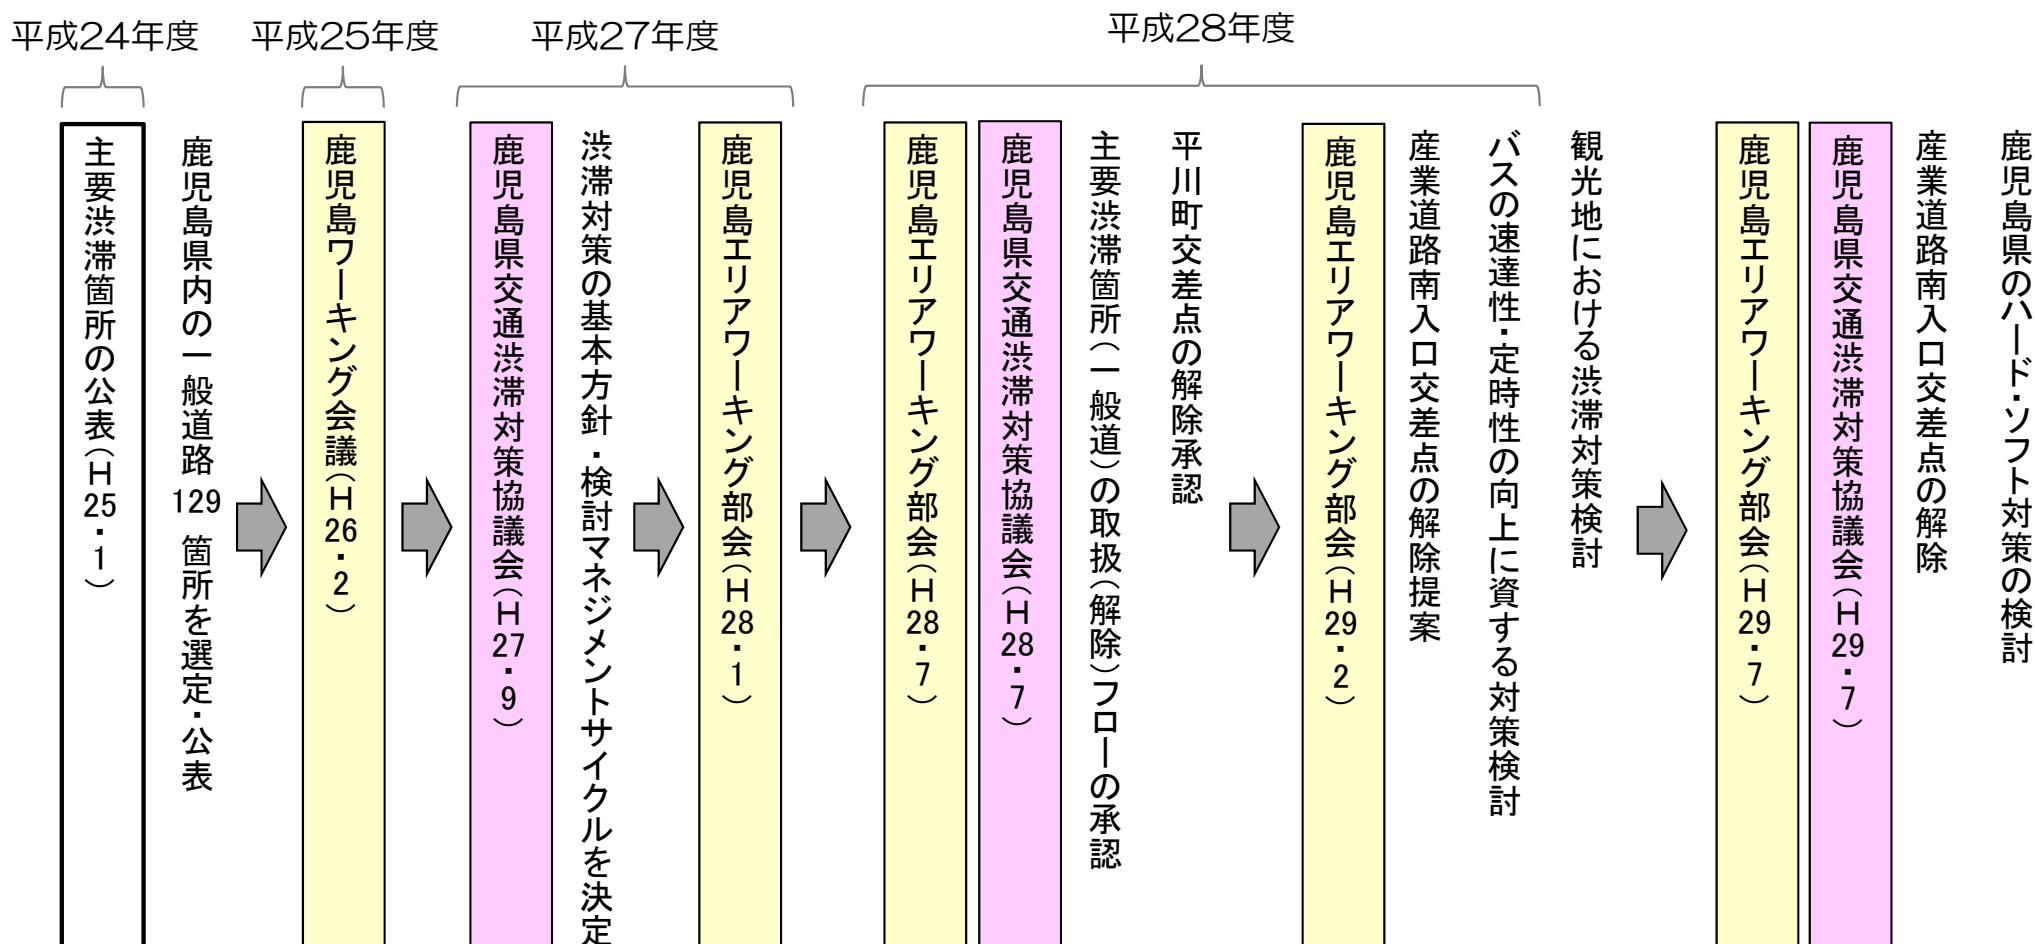 平成24年度
平成25年度
平成27年度
平成28年度
主要渋滞箇所の公表（Ｈ25・1）
鹿児島県内の一般道路129箇所を選定・公表
鹿児島ワーキング会議（Ｈ26・2）
鹿児島県交通渋滞対策協議会（Ｈ27・9）
渋滞対策の基本方針・検討マネジメントサイクルを決定
鹿児島エリアワーキング部会（Ｈ28・1）
鹿児島エリアワーキング部会（Ｈ28・7）
鹿児島県交通渋滞対策協議会（Ｈ28・7）
主要渋滞箇所（一般道）の取扱（解除）フローの承認
平川町交差点の解除承認
鹿児島エリアワーキング部会（Ｈ29・2）
産業道路南入口交差点の解除提案
バスの速達性・定時性の向上に資する対策検討
観光地における渋滞対策検討
鹿児島エリアワーキング部会（Ｈ29・7）
鹿児島県交通渋滞対策協議会（Ｈ29・7）
産業道路南入口交差点の解除
鹿児島県のハード・ソフト対策の検討